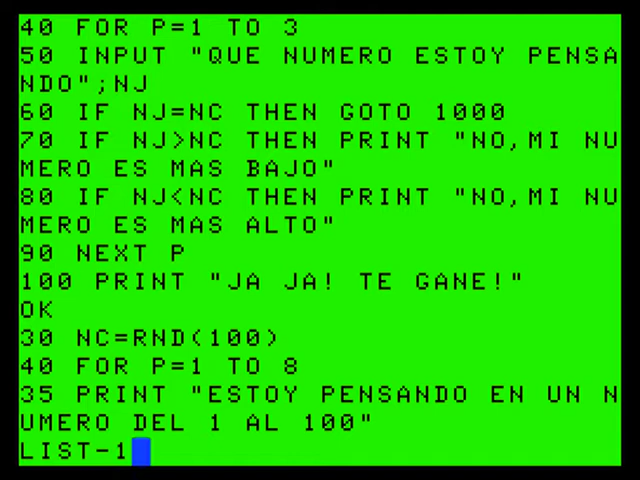 40 FOR P=1 TO 3
50 INPUT "QUE NUMERO ESTOY PENSA
NDO";NJ
60 IF NJ=NC THEN GOTO 1000
70 IF NJ>NC THEN PRINT "NO,MI NU
MERO ES MAS BAJO"
80 IF NJ<NC THEN PRINT "NO,MI NU
MERO ES MAS ALTO"
90 NEXT P
100 PRINT "JA JA! TE GANE!"
OK
30 NC=RND(100)
40 FOR P=1 TO 8
35 PRINT "ESTOY PENSANDO EN UN N
UMERO DEL 1 AL 100"
LIST-1